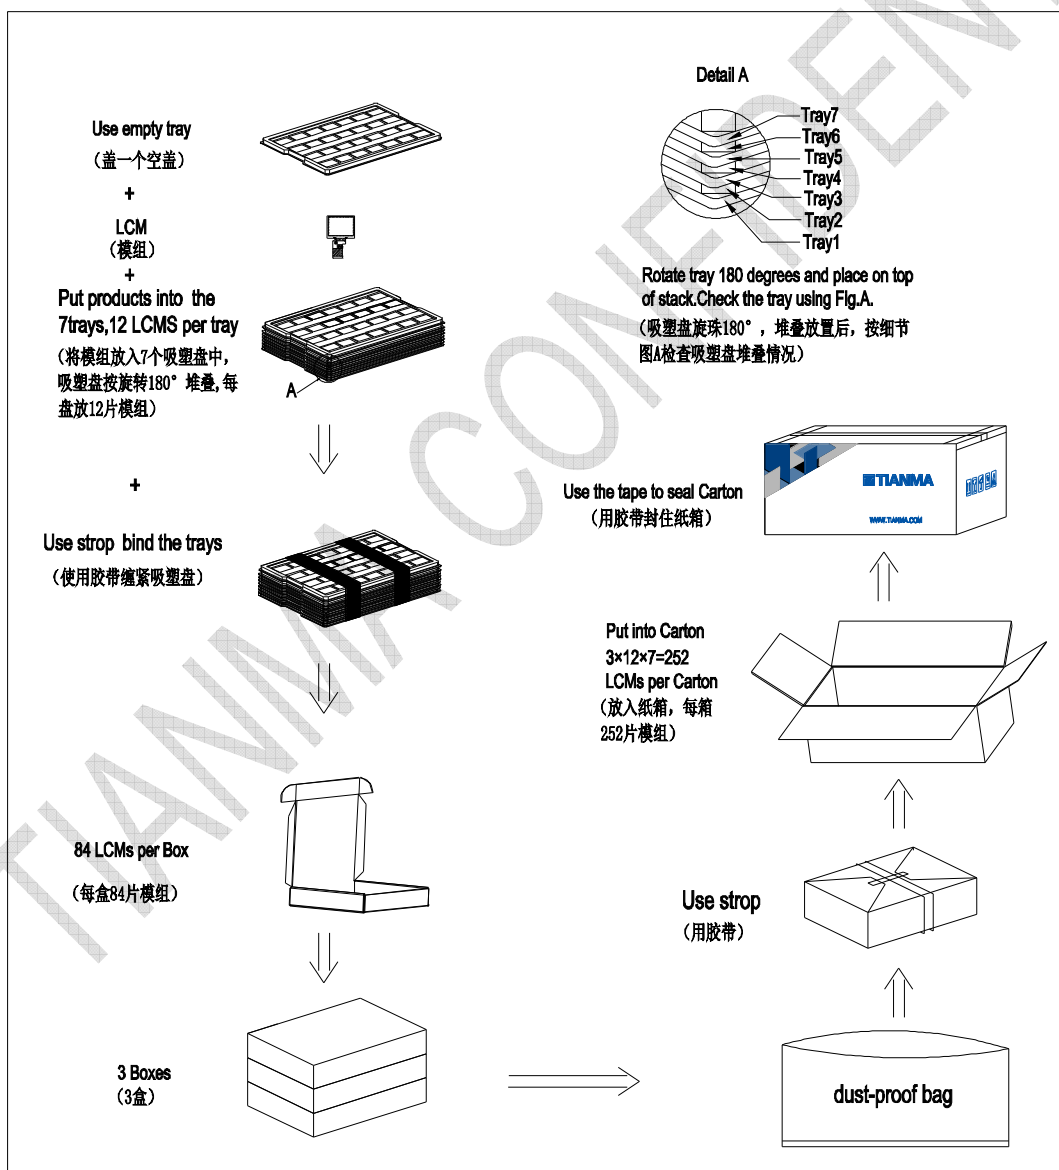 Use empty tray
（盖一个空盖）
+
LCM
（模组）
+
Put products into the
7trays,12 LCMS per tray
（将模组放入7个吸塑盘中，
吸塑盘按旋转180°堆叠,每
盘放12片模组）
A
+
Use strop bind the trays
（使用胶带缠紧吸塑盘）
84 LCMs per Box
（每盒84片模组）
3 Boxes
（3盒）
Detail A
Tray7
Tray6
Tray5
Tray4
Tray3
Tray2
Tray1
Rotate tray 180 degrees and place on top
of stack.Check the tray using Fig.A.
（吸塑盘旋珠180°，堆叠放置后，按细节
图A检查吸塑盘堆叠情况）
Use the tape to seal Carton
（用胶带封住纸箱）
TIANMA
WWW.TIANMA.COM
Put into Carton
3×12×7=252
LCMs per Carton
（放入纸箱，每箱
252片模组）
Use strop
（用胶带）
dust-proof bag
TIANMA CONFIDEN